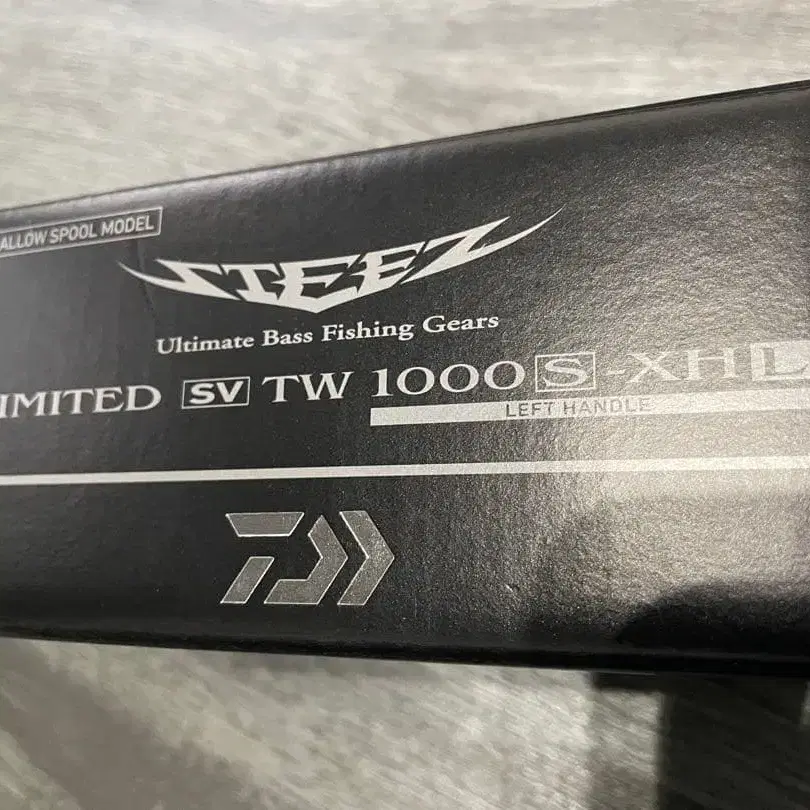 ALLOW SPOOL MODEL
STEEZ
Ultimate Bass Fishing Gears
IMITED SV TW 1000S-XHL
LEFT HANDLE